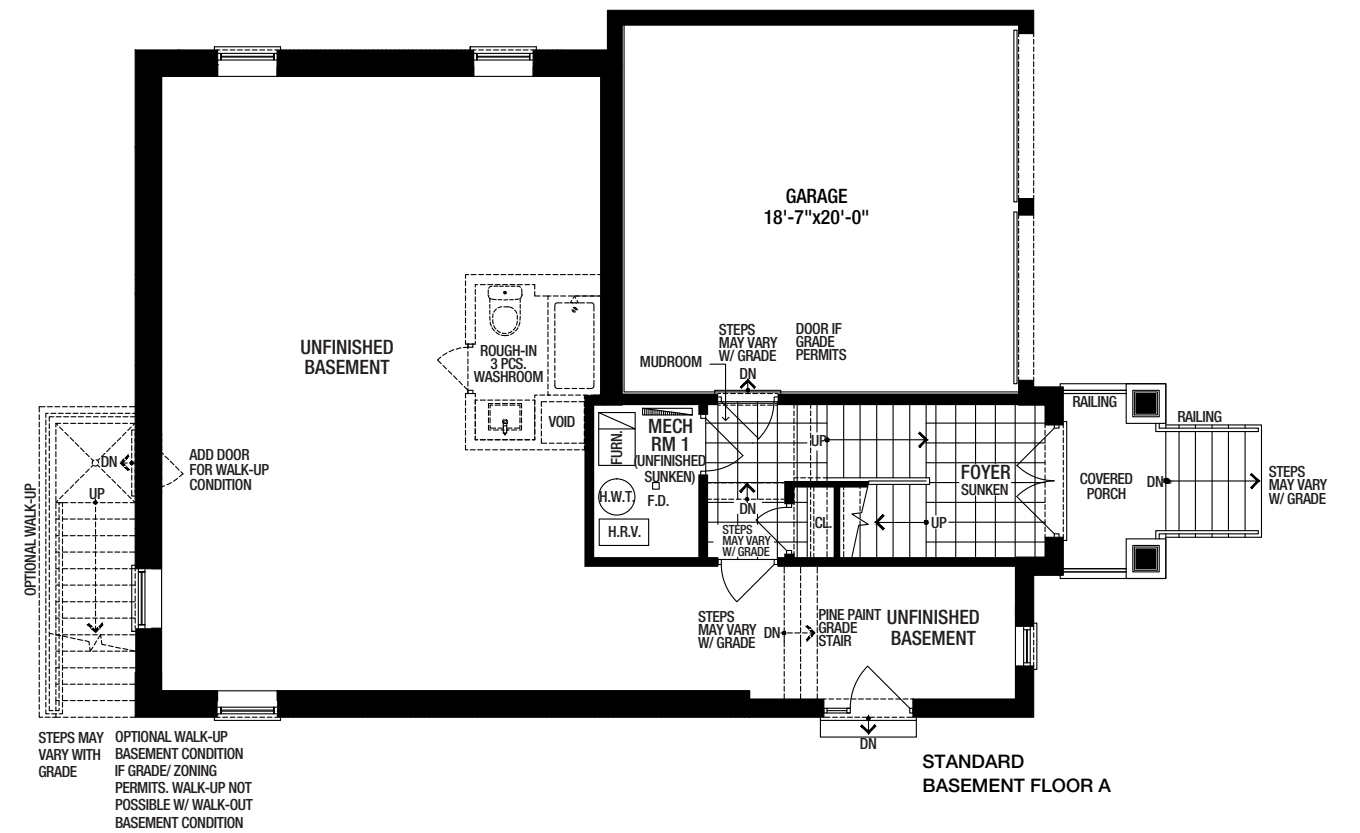 GARAGE
18'-7"x20'-0"
UNFINISHED
BASEMENT
ROUGH-IN
3 PCS.
WASHROOM
VOID
MUDROOM
STEPS
MAY VARY
W/ GRADE
DN
DOOR IF
GRADE
PERMITS
FURN.
MECH
RM 1
(UNFINISHED
SUNKEN)
F.D.
H.W.T.
H.R.V.
UP
DN
STEPS
MAY VARY
W/ GRADE
CL.
UP
FOYER
SUNKEN
RAILING
COVERED
PORCH
RAILING
DN
STEPS
MAY VARY
W/ GRADE
OPTIONAL WALK-UP
DN
UP
ADD DOOR
FOR WALK-UP
CONDITION
STEPS
MAY VARY
W/ GRADE
DN
PINE PAINT
GRADE
STAIR
UNFINISHED
BASEMENT
DN
STEPS MAY
VARY WITH
GRADE
OPTIONAL WALK-UP
BASEMENT CONDITION
IF GRADE/ ZONING
PERMITS. WALK-UP NOT
POSSIBLE W/ WALK-OUT
BASEMENT CONDITION
STANDARD
BASEMENT FLOOR A